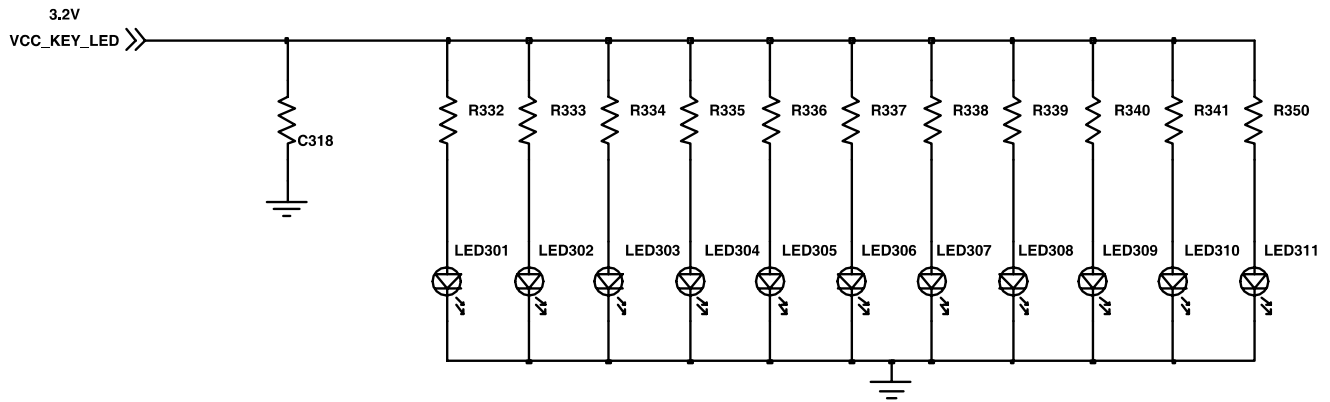 3.2V
VCC_KEY_LED
C318
R332
R333
R334
R335
R336
R337
R338
R339
R340
R341
R350
LED301
LED302
LED303
LED304
LED305
LED306
LED307
LED308
LED309
LED310
LED311